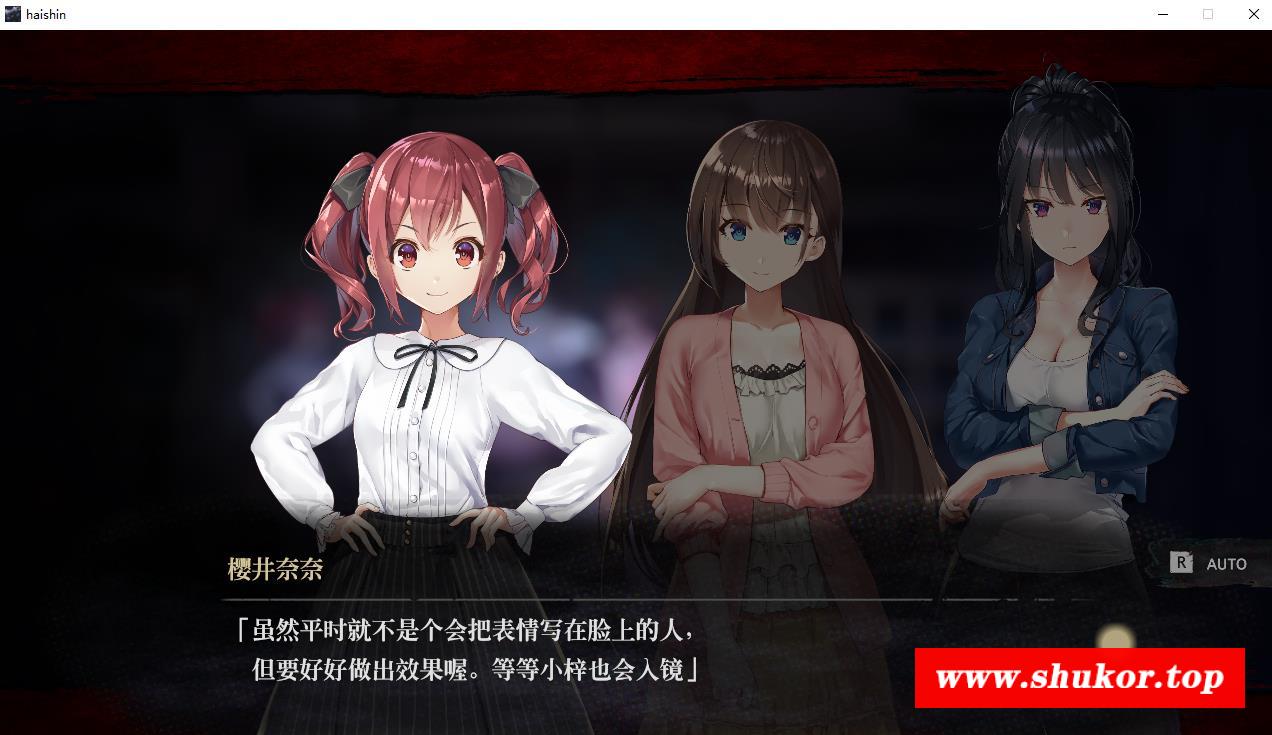 haishin
樱井奈奈
R AUTO
「虽然平时就不是个会把表情写在脸上的人，
但要好好做出效果喔。等等小梓也会入镜」
www.shukor.top